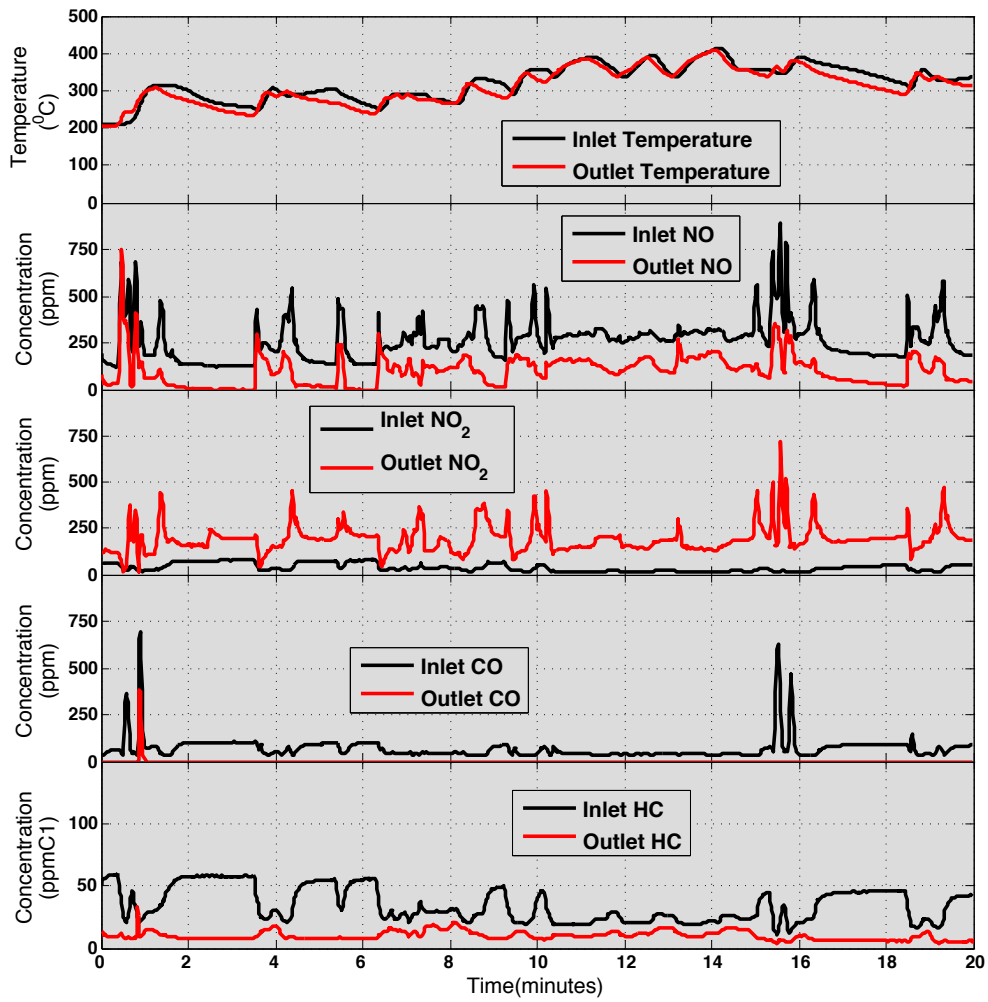 500
400
300
200
100
0
Temperature
(⁰C)
Inlet Temperature
Outlet Temperature
750
500
250
0
Concentration
(ppm)
Inlet NO
Outlet NO
750
500
250
0
Concentration
(ppm)
Inlet NO₂
Outlet NO₂
750
500
250
0
Concentration
(ppm)
Inlet CO
Outlet CO
100
50
0
Concentration
(ppmC1)
Inlet HC
Outlet HC
0 2 4 6 8 10 12 14 16 18 20
Time(minutes)